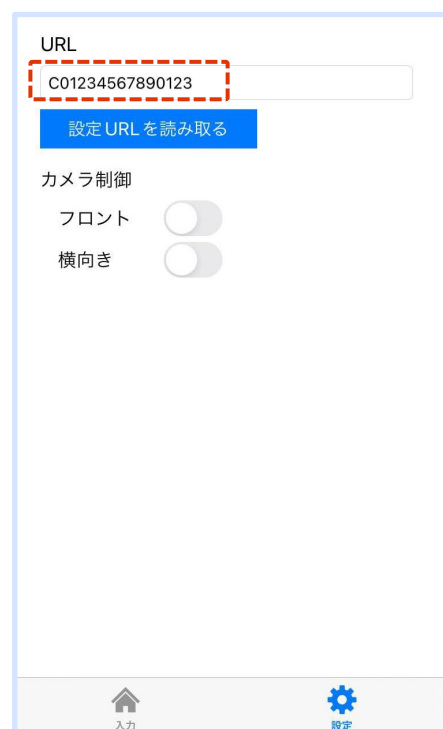 URL
C01234567890123
設定URLを読み取る
カメラ制御
フロント
横向き
入力
設定